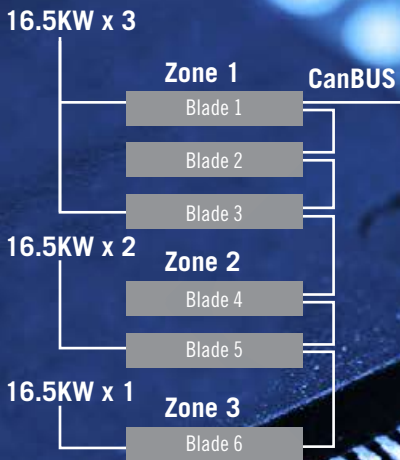 16.5KW x 3
Zone 1
CanBUS
Blade 1
Blade 2
Blade 3
16.5KW x 2
Zone 2
Blade 4
Blade 5
16.5KW x 1
Zone 3
Blade 6